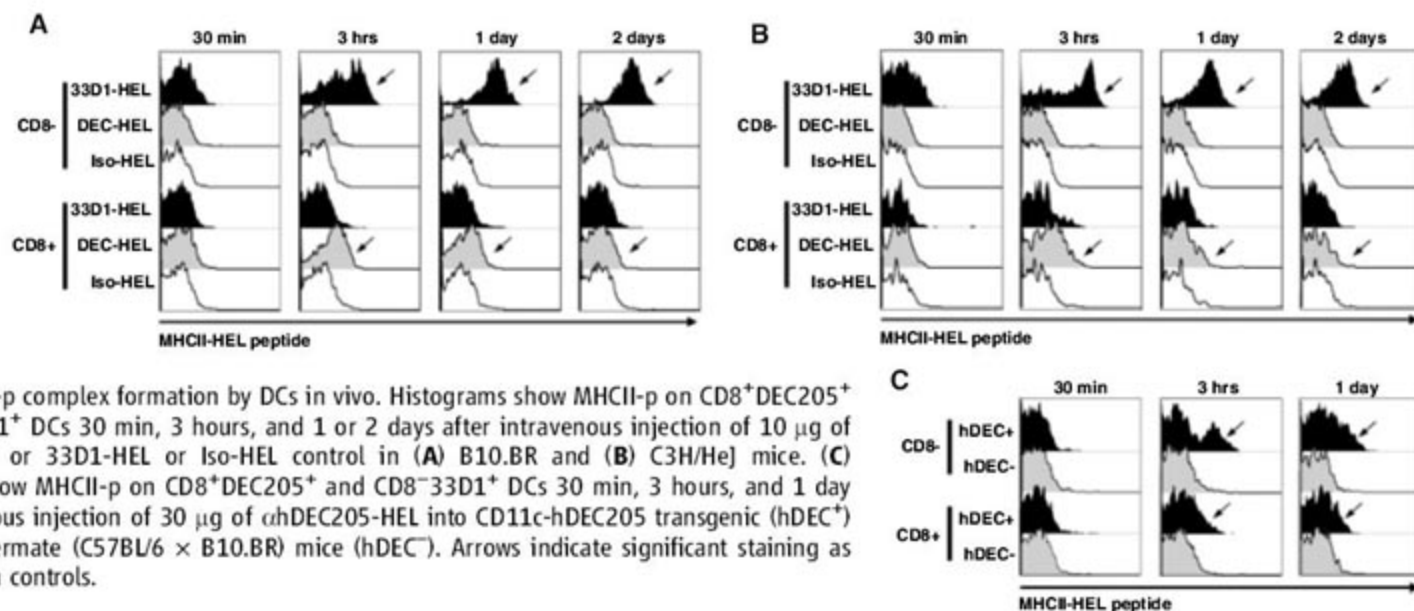 A
30 min 3 hrs 1 day 2 days
CD8-
33D1-HEL
DEC-HEL
Iso-HEL
CD8+
33D1-HEL
DEC-HEL
Iso-HEL
MHCII-HEL peptide
B
30 min 3 hrs 1 day 2 days
CD8-
33D1-HEL
DEC-HEL
Iso-HEL
CD8+
33D1-HEL
DEC-HEL
Iso-HEL
MHCII-HEL peptide
-p complex formation by DCs in vivo. Histograms show MHCII-p on CD8⁺DEC205⁺
1⁺ DCs 30 min, 3 hours, and 1 or 2 days after intravenous injection of 10 μg of
or 33D1-HEL or Iso-HEL control in (A) B10.BR and (B) C3H/HeJ mice. (C)
ow MHCII-p on CD8⁺DEC205⁺ and CD8⁻33D1⁺ DCs 30 min, 3 hours, and 1 day
ous injection of 30 μg of αhDEC205-HEL into CD11c-hDEC205 transgenic (hDEC⁺)
ermate (C57BL/6 × B10.BR) mice (hDEC⁻). Arrows indicate significant staining as
controls.
C
30 min 3 hrs 1 day
CD8-
hDEC+
hDEC-
CD8+
hDEC+
hDEC-
MHCII-HEL peptide